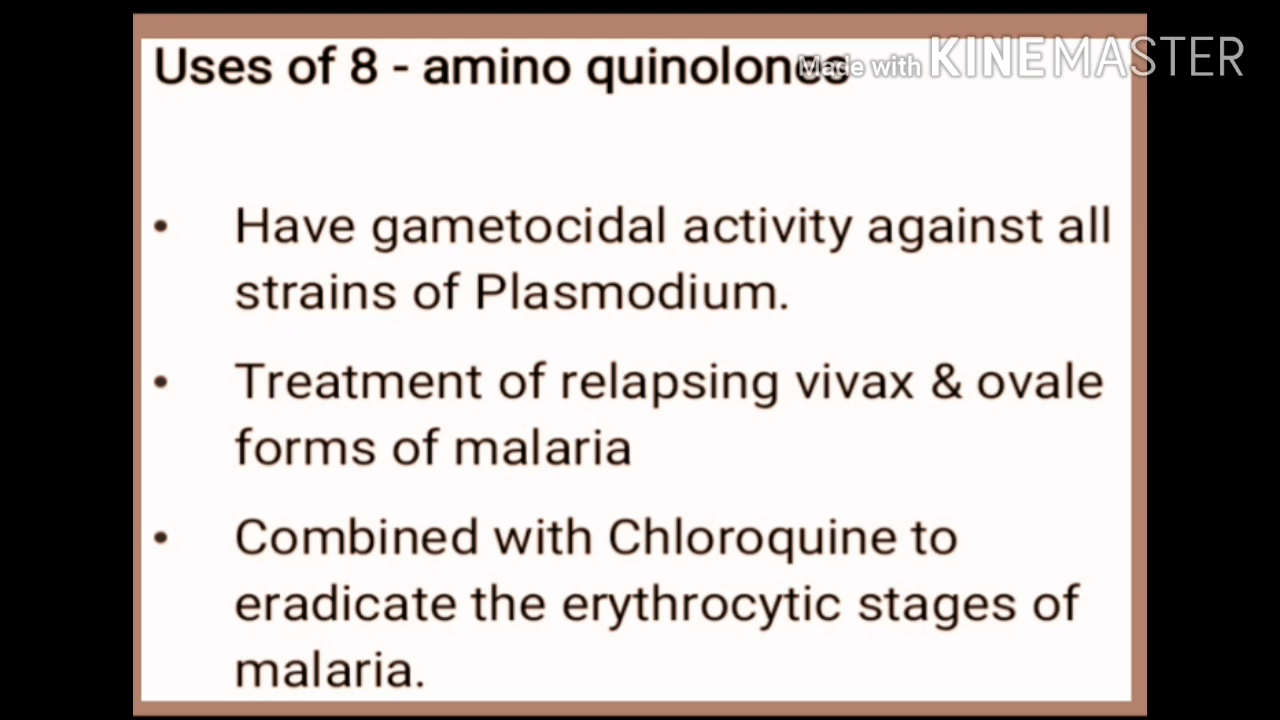 Uses of 8 - amino quinolones
Made with KINEMASTER
• Have gametocidal activity against all
strains of Plasmodium.
• Treatment of relapsing vivax & ovale
forms of malaria
• Combined with Chloroquine to
eradicate the erythrocytic stages of
malaria.